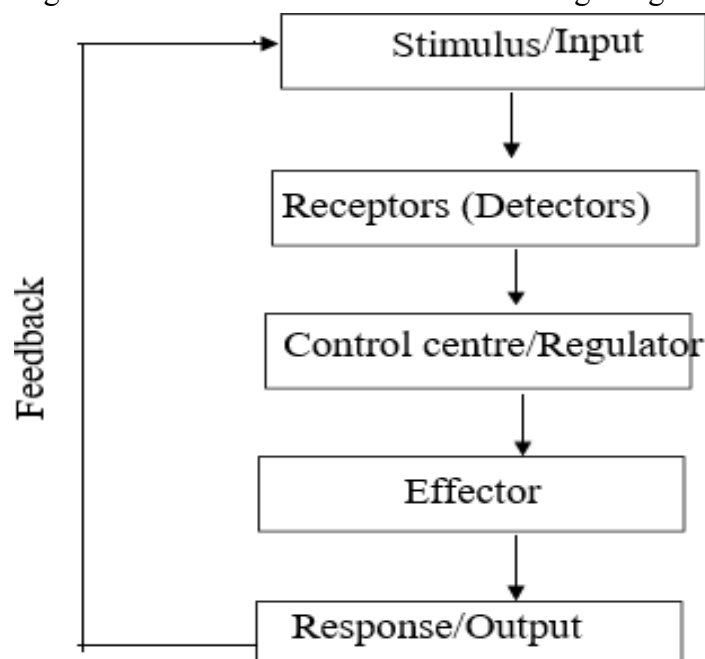 Stimulus/Input
Receptors (Detectors)
Control centre/Regulator
Effector
Response/Output
Feedback